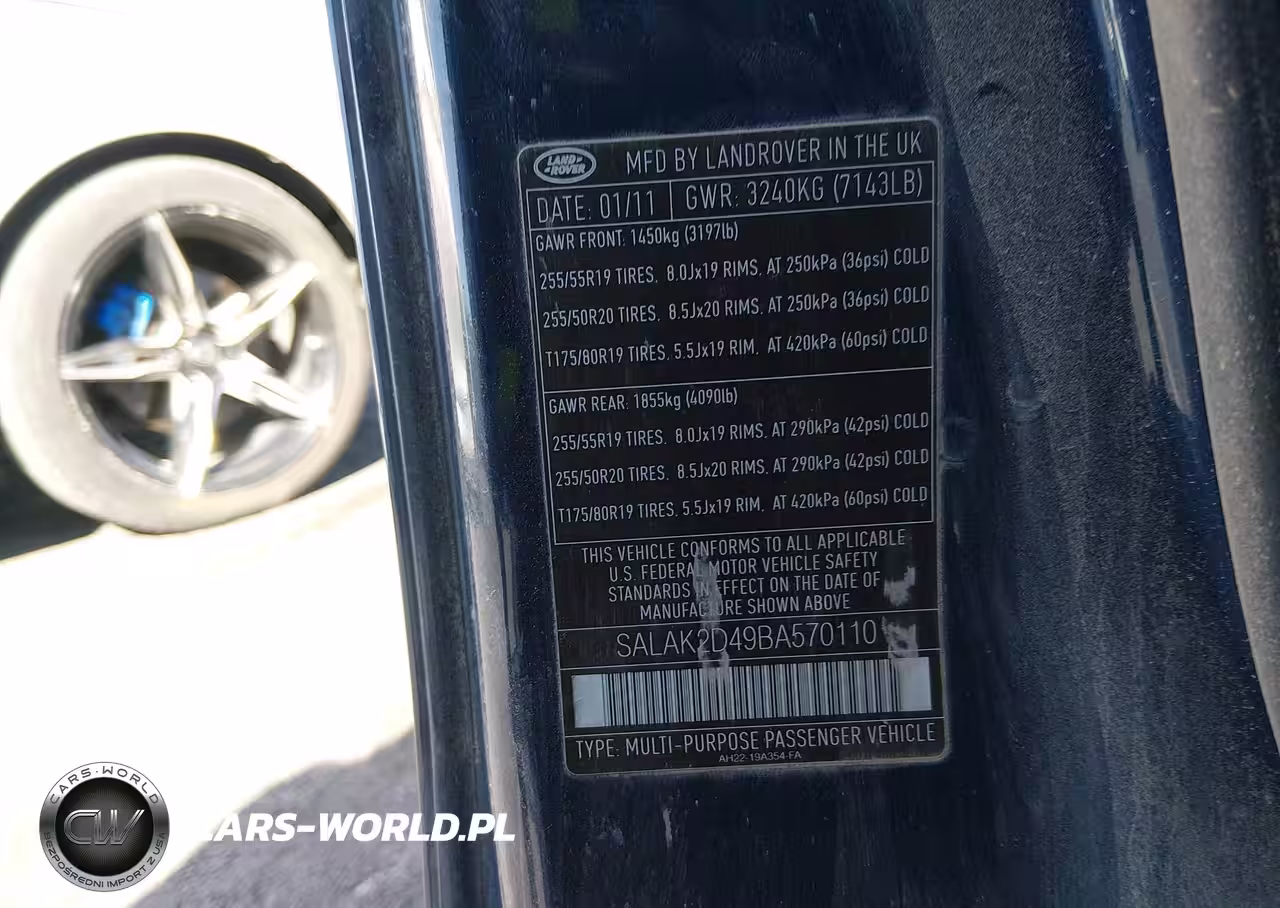 LAND ROVER
MFD BY LANDROVER IN THE UK
DATE: 01/11 GWR: 3240KG (7143LB)
GAWR FRONT. 1450kg (3197lb)
255/55R19 TIRES. 8.0Jx19 RIMS. AT 250kPa (36psi) COLD
255/50R20 TIRES. 8.5Jx20 RIMS. AT 250kPa (36psi) COLD
T175/80R19 TIRES. 5.5Jx19 RIM. AT 420kPa (60psi) COLD
GAWR REAR: 1855kg (4090lb)
255/55R19 TIRES. 8.0Jx19 RIMS. AT 290kPa (42psi) COLD
255/50R20 TIRES. 8.5Jx20 RIMS. AT 290kPa (42psi) COLD
T175/80R19 TIRES. 5.5Jx19 RIM. AT 420kPa (60psi) COLD
THIS VEHICLE CONFORMS TO ALL APPLICABLE
U.S. FEDERAL MOTOR VEHICLE SAFETY
STANDARDS IN EFFECT ON THE DATE OF
MANUFACTURE SHOWN ABOVE
SALAK2D49BA570110
TYPE: MULTI-PURPOSE PASSENGER VEHICLE
AH22-19A354-FA
CARS-WORLD
CW
BEZPOŚREDNI IMPORT Z USA
CARS-WORLD.PL